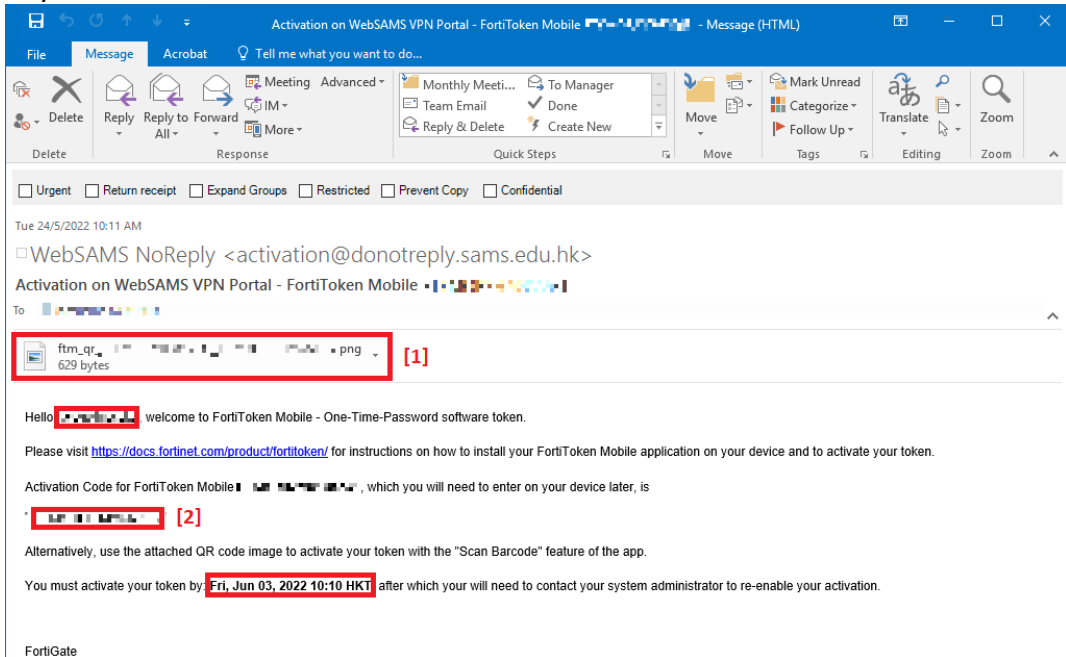 Activation on WebSAMS VPN Portal - FortiToken Mobile - Message (HTML)
File Message Acrobat Tell me what you want to do...
Delete
Reply
Reply to All
Forward
Meeting
IM
More
Advanced
Monthly Meeti...
Team Email
Reply & Delete
To Manager
Done
Create New
Move
Mark Unread
Categorize
Follow Up
Translate
Zoom
Delete Response Quick Steps Move Tags Editing Zoom
Urgent Return receipt Expand Groups Restricted Prevent Copy Confidential
Tue 24/5/2022 10:11 AM
WebSAMS NoReply <activation@donotreply.sams.edu.hk>
Activation on WebSAMS VPN Portal - FortiToken Mobile
To
ftm_qr_ png
629 bytes
[1]
Hello , welcome to FortiToken Mobile - One-Time-Password software token.
Please visit https://docs.fortinet.com/product/fortitoken/ for instructions on how to install your FortiToken Mobile application on your device and to activate your token.
Activation Code for FortiToken Mobile , which you will need to enter on your device later, is
[2]
Alternatively, use the attached QR code image to activate your token with the "Scan Barcode" feature of the app.
You must activate your token by: Fri, Jun 03, 2022 10:10 HKT after which your will need to contact your system administrator to re-enable your activation.
FortiGate